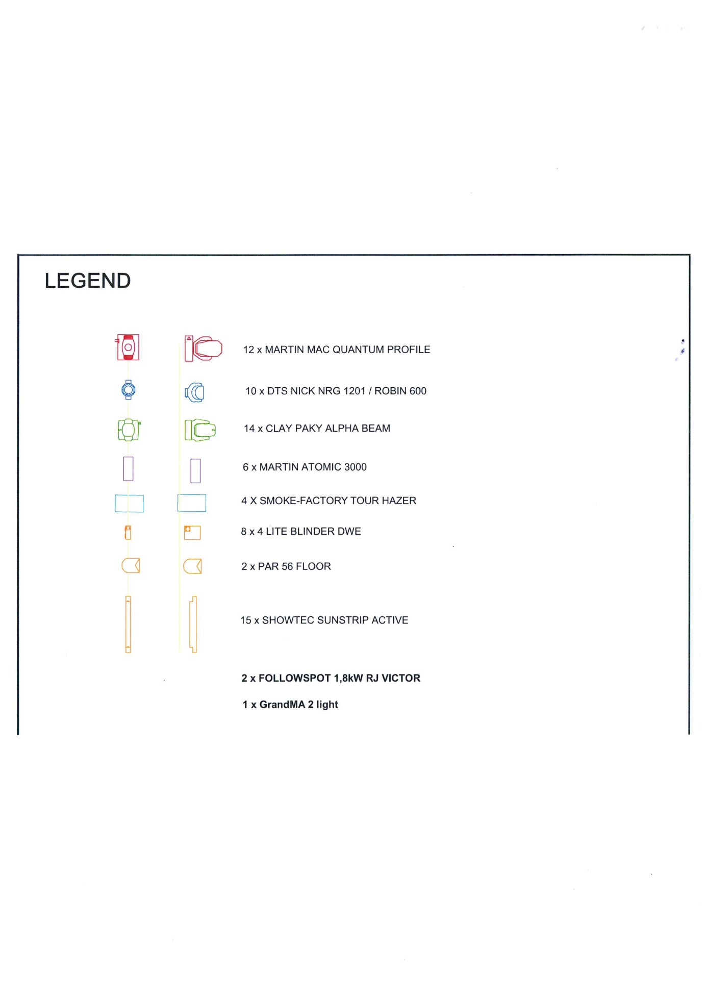 LEGEND
12 x MARTIN MAC QUANTUM PROFILE
10 x DTS NICK NRG 1201 / ROBIN 600
14 x CLAY PAKY ALPHA BEAM
6 x MARTIN ATOMIC 3000
4 X SMOKE-FACTORY TOUR HAZER
8 x 4 LITE BLINDER DWE
2 x PAR 56 FLOOR
15 x SHOWTEC SUNSTRIP ACTIVE
2 x FOLLOWSPOT 1,8kW RJ VICTOR
1 x GrandMA 2 light